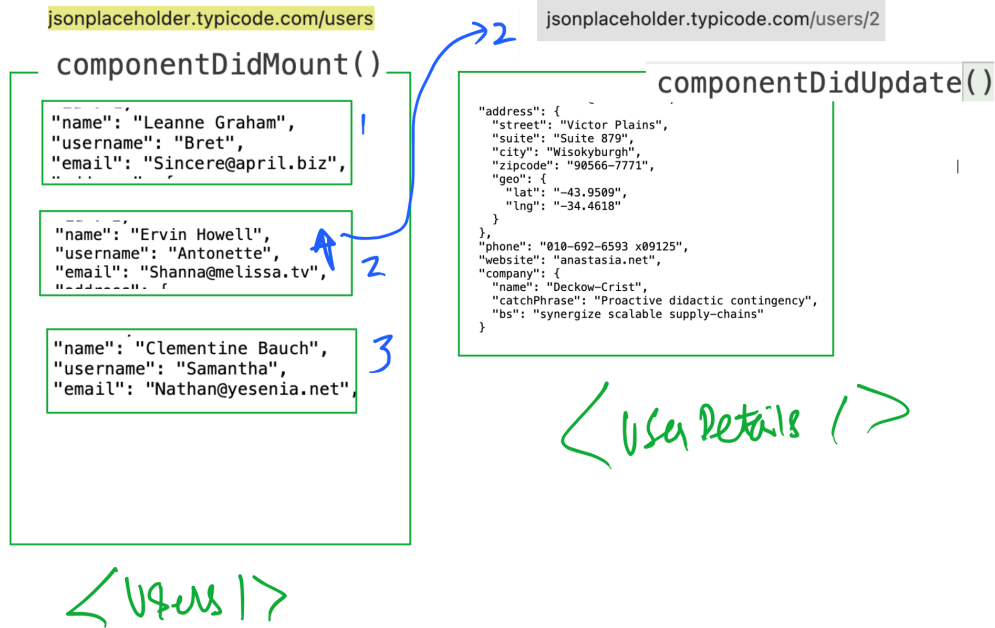 jsonplaceholder.typicode.com/users
componentDidMount()
"name": "Leanne Graham",
"username": "Bret",
"email": "Sincere@april.biz",
1
"name": "Ervin Howell",
"username": "Antonette",
"email": "Shanna@melissa.tv",
"address": {
2
"name": "Clementine Bauch",
"username": "Samantha",
"email": "Nathan@yesenia.net",
3
<Users/>
2
jsonplaceholder.typicode.com/users/2
componentDidUpdate()
"address": {
"street": "Victor Plains",
"suite": "Suite 879",
"city": "Wisokyburgh",
"zipcode": "90566-7771",
"geo": {
"lat": "-43.9509",
"lng": "-34.4618"
}
},
"phone": "010-692-6593 x09125",
"website": "anastasia.net",
"company": {
"name": "Deckow-Crist",
"catchPhrase": "Proactive didactic contingency",
"bs": "synergize scalable supply-chains"
}
<UserDetails />